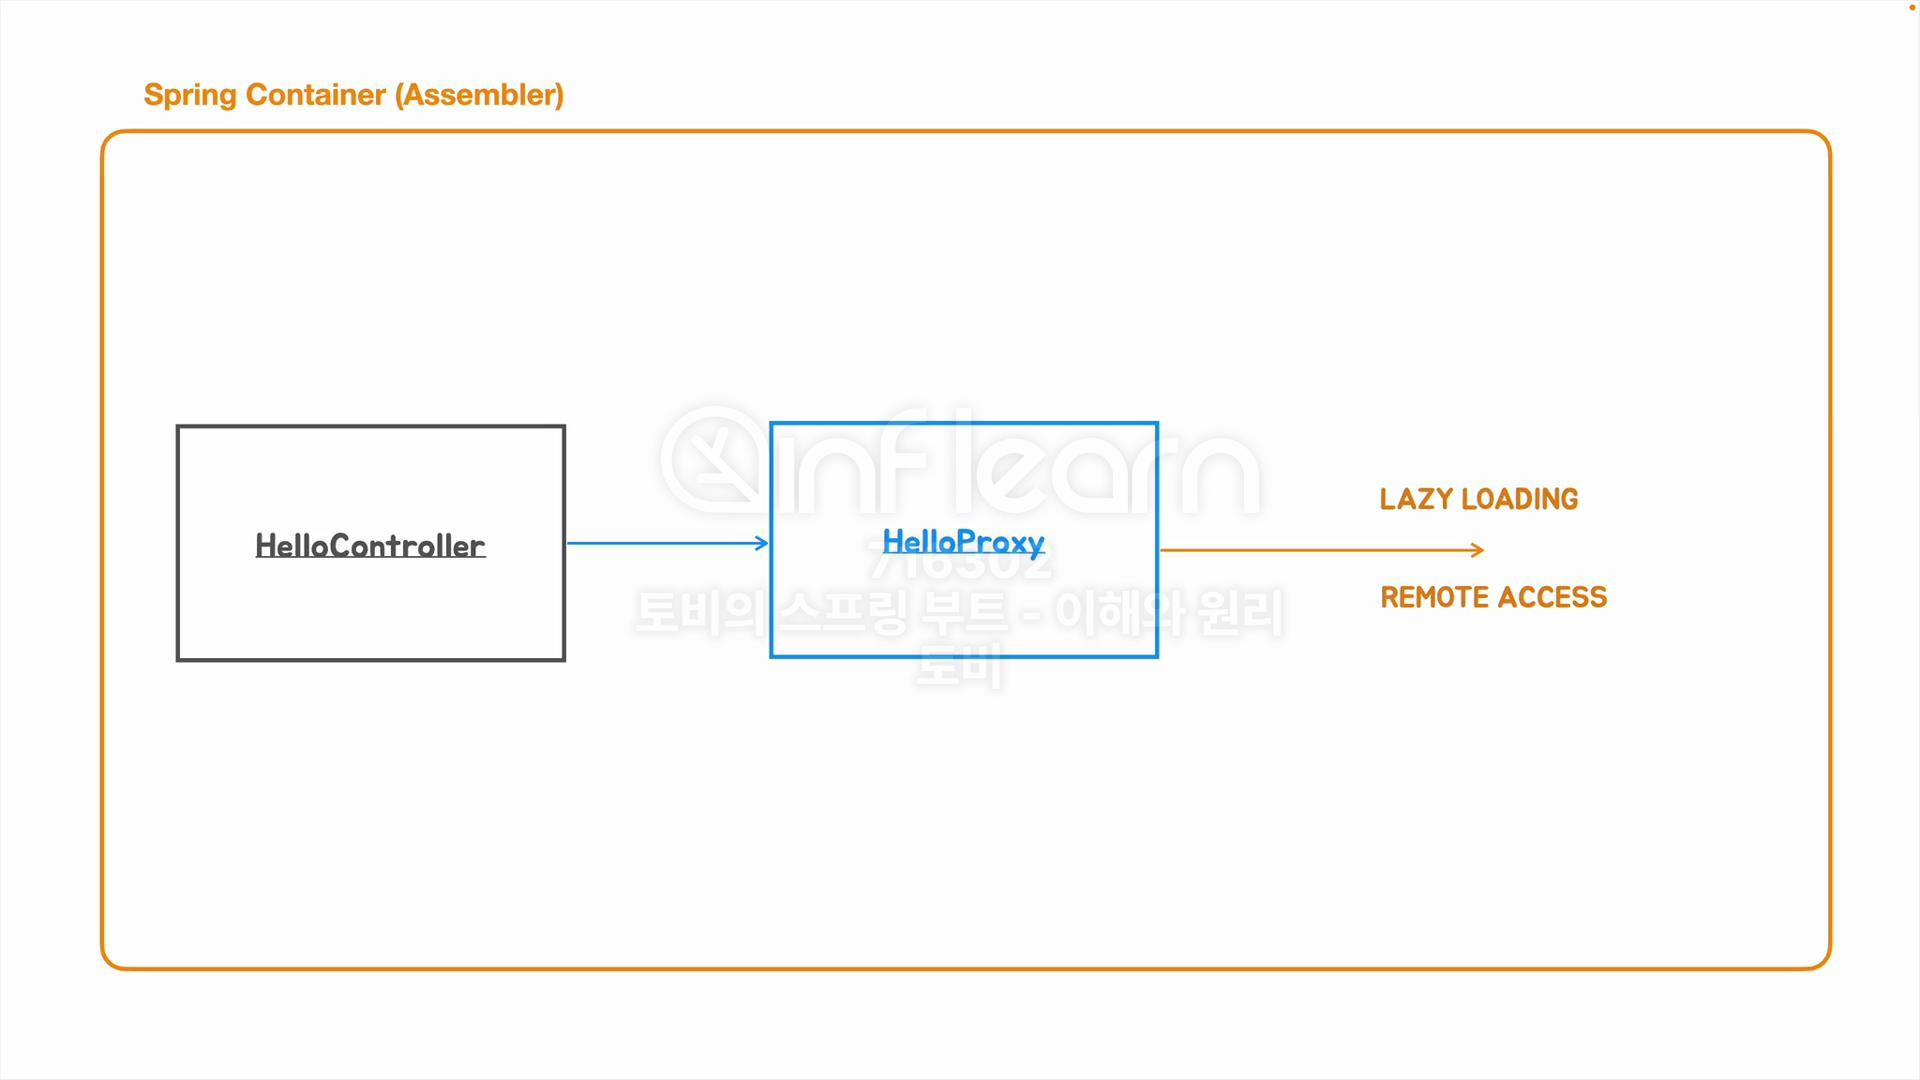 Spring Container (Assembler)
inflearn
LAZY LOADING
HelloController
HelloProxy
716302
REMOTE ACCESS
토비의 스프링 부트 - 이해와 원리
토비